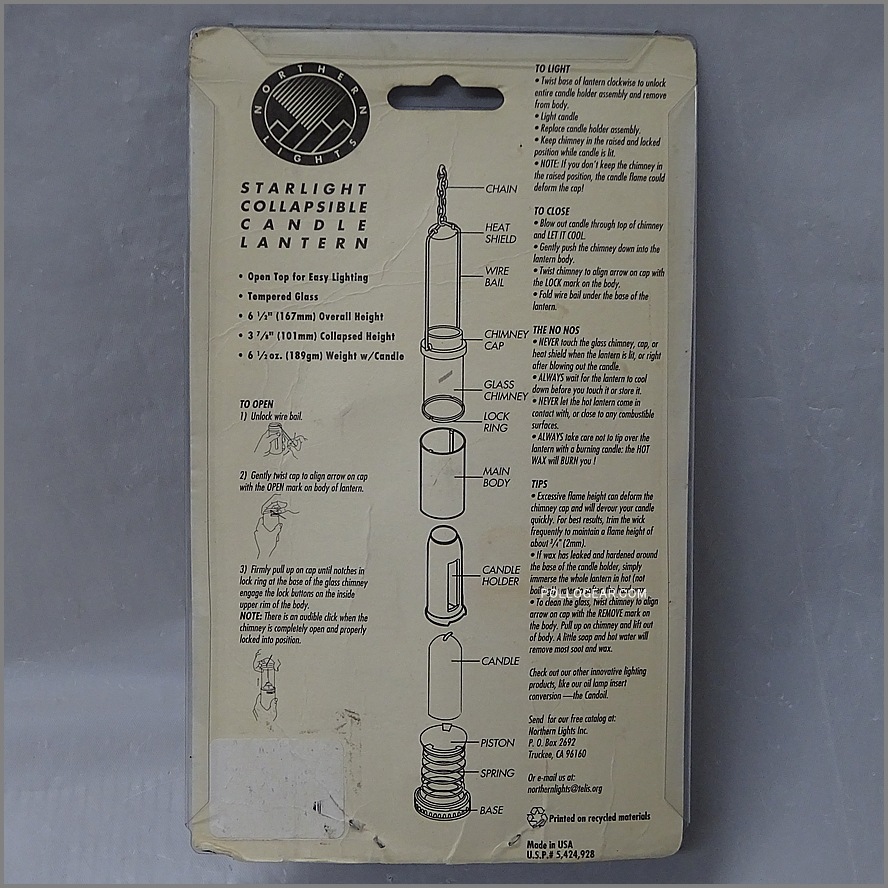 NORTHERN LIGHTS
STARLIGHT
COLLAPSIBLE
CANDLE
LANTERN
• Open Top for Easy Lighting
• Tempered Glass
• 6 1/2" (167mm) Overall Height
• 3 7/8" (101mm) Collapsed Height
• 6 1/2 oz. (189gm) Weight w/Candle
TO OPEN
1) Unlock wire bail.
2) Gently twist cap to align arrow on cap
with the OPEN mark on body of lantern.
3) Firmly pull up on cap until notches in
lock ring at the base of the glass chimney
engage the lock buttons on the inside
upper rim of the body.
NOTE: There is an audible click when the
chimney is completely open and properly
locked into position.
CHAIN
HEAT
SHIELD
WIRE
BAIL
CHIMNEY
CAP
GLASS
CHIMNEY
LOCK
RING
MAIN
BODY
CANDLE
HOLDER
CANDLE
PISTON
SPRING
BASE
TO LIGHT
• Twist base of lantern clockwise to unlock
entire candle holder assembly and remove
from body.
• Light candle
• Replace candle holder assembly.
• Keep chimney in the raised and locked
position while candle is lit.
• NOTE: If you don't keep the chimney in
the raised position, the candle flame could
deform the cap!
TO CLOSE
• Blow out candle through top of chimney
and LET IT COOL.
• Gently push the chimney down into the
lantern body.
• Twist chimney to align arrow on cap with
the LOCK mark on the body.
• Fold wire bail under the base of the
lantern.
THE NO NOS
• NEVER touch the glass chimney, cap, or
heat shield when the lantern is lit, or right
after blowing out the candle.
• ALWAYS wait for the lantern to cool
down before you touch it or store it.
• NEVER let the hot lantern come in
contact with, or close to any combustible
surfaces.
• ALWAYS take care not to tip over the
lantern with a burning candle: the HOT
WAX will BURN you !
TIPS
• Excessive flame height can deform the
chimney cap and will devour your candle
quickly. For best results, trim the wick
frequently to maintain a flame height of
about 3/4" (2mm).
• If wax has leaked and hardened around
the base of the candle holder, simply
immerse the whole lantern in hot (not
POLLOGEAR.COM
• To clean the glass, twist chimney to align
arrow on cap with the REMOVE mark on
the body. Pull up on chimney and lift out
of body. A little soap and hot water will
remove most soot and wax.
Check out our other innovative lighting
products, like our oil lamp insert
conversion —the Candoil.
Send for our free catalog at:
Northern Lights Inc.
P. O. Box 2692
Truckee, CA 96160
Or e-mail us at:
northernlights@telis.org
Printed on recycled materials
Made in USA
U.S.P.# 5,424,928